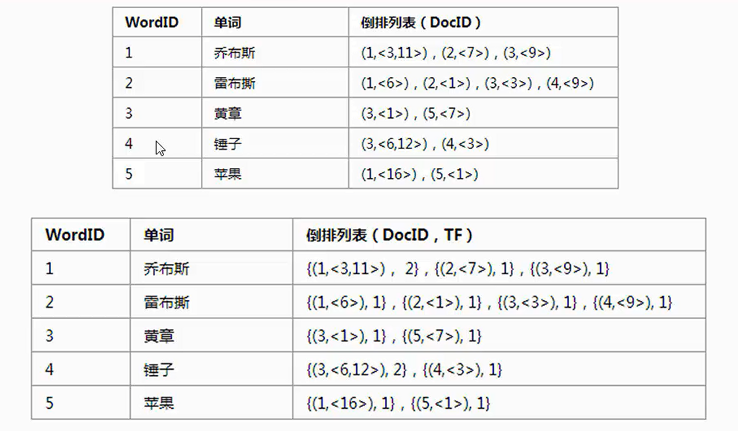 WordID 单词 倒排列表（DocID）
1 乔布斯 (1,<3,11>)，(2,<7>)，(3,<9>)
2 雷布撕 (1,<6>)，(2,<1>)，(3,<3>)，(4,<9>)
3 黄章 (3,<1>)，(5,<7>)
4 锤子 (3,<6,12>)，(4,<3>)
5 苹果 (1,<16>)，(5,<1>)
WordID 单词 倒排列表（DocID，TF）
1 乔布斯 {(1,<3,11>)， 2}，{(2,<7>), 1}，{(3,<9>), 1}
2 雷布撕 {(1,<6>), 1}，{(2,<1>), 1}，{(3,<3>), 1}，{(4,<9>), 1}
3 黄章 {(3,<1>), 1}，{(5,<7>), 1}
4 锤子 {(3,<6,12>), 2}，{(4,<3>), 1}
5 苹果 {(1,<16>), 1}，{(5,<1>), 1}